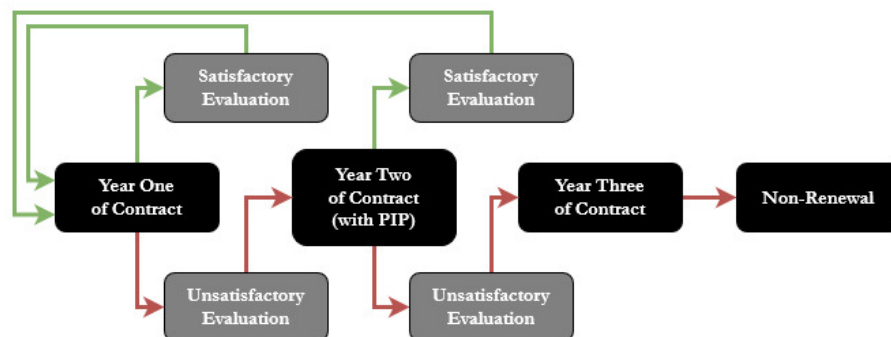 Satisfactory
Evaluation
Satisfactory
Evaluation
Year One
of Contract
Year Two
of Contract
(with PIP)
Year Three
of Contract
Non-Renewal
Unsatisfactory
Evaluation
Unsatisfactory
Evaluation